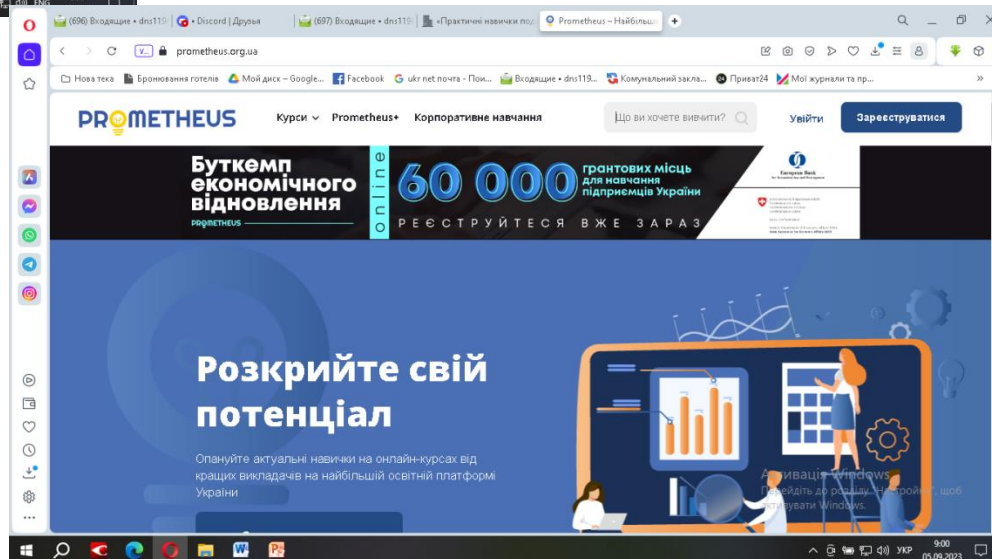 ENG
(696) Входящие • dns119
• Discord | Друзья
(697) Входящие • dns119
«Практичні навички под
Prometheus – Найбільш
prometheus.org.ua
Нова тека
Бронювання готелів
Мой диск – Google...
Facebook
ukr net почта - Пои...
Входящие • dns119...
Комунальний закла...
Приват24
Мої журнали та пр...
PROMETHEUS
Курси
Prometheus+
Корпоративне навчання
Що ви хочете вивчити?
Увійти
Зареєструватися
Буткемп
економічного
відновлення
PROMETHEUS
online
60 000
грантових місць
для навчання
підприємців України
РЕЄСТРУЙТЕСЯ ВЖЕ ЗАРАЗ
European Bank
Розкрийте свій
потенціал
Опануйте актуальні навички на онлайн-курсах від
кращих викладачів на найбільшій освітній платформі
України
Активація Windows
Перейдіть до розділу "Настройки", щоб
активувати Windows.
УКР
9:00
05.09.2023